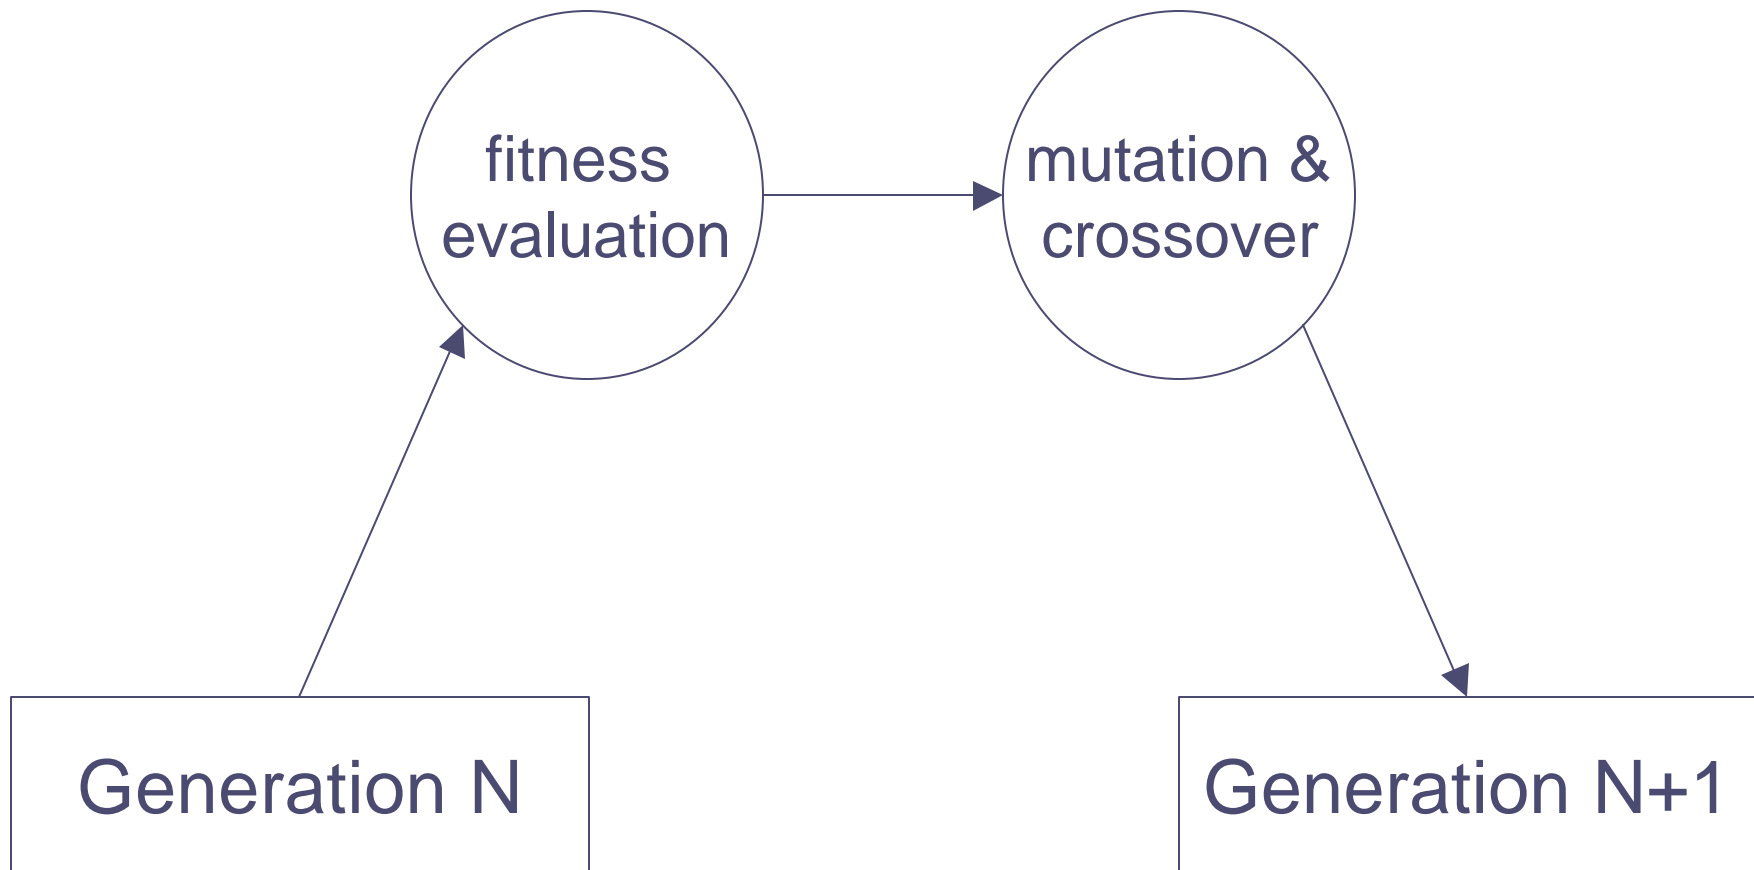 fitness
evaluation
mutation &
crossover
Generation N
Generation N+1